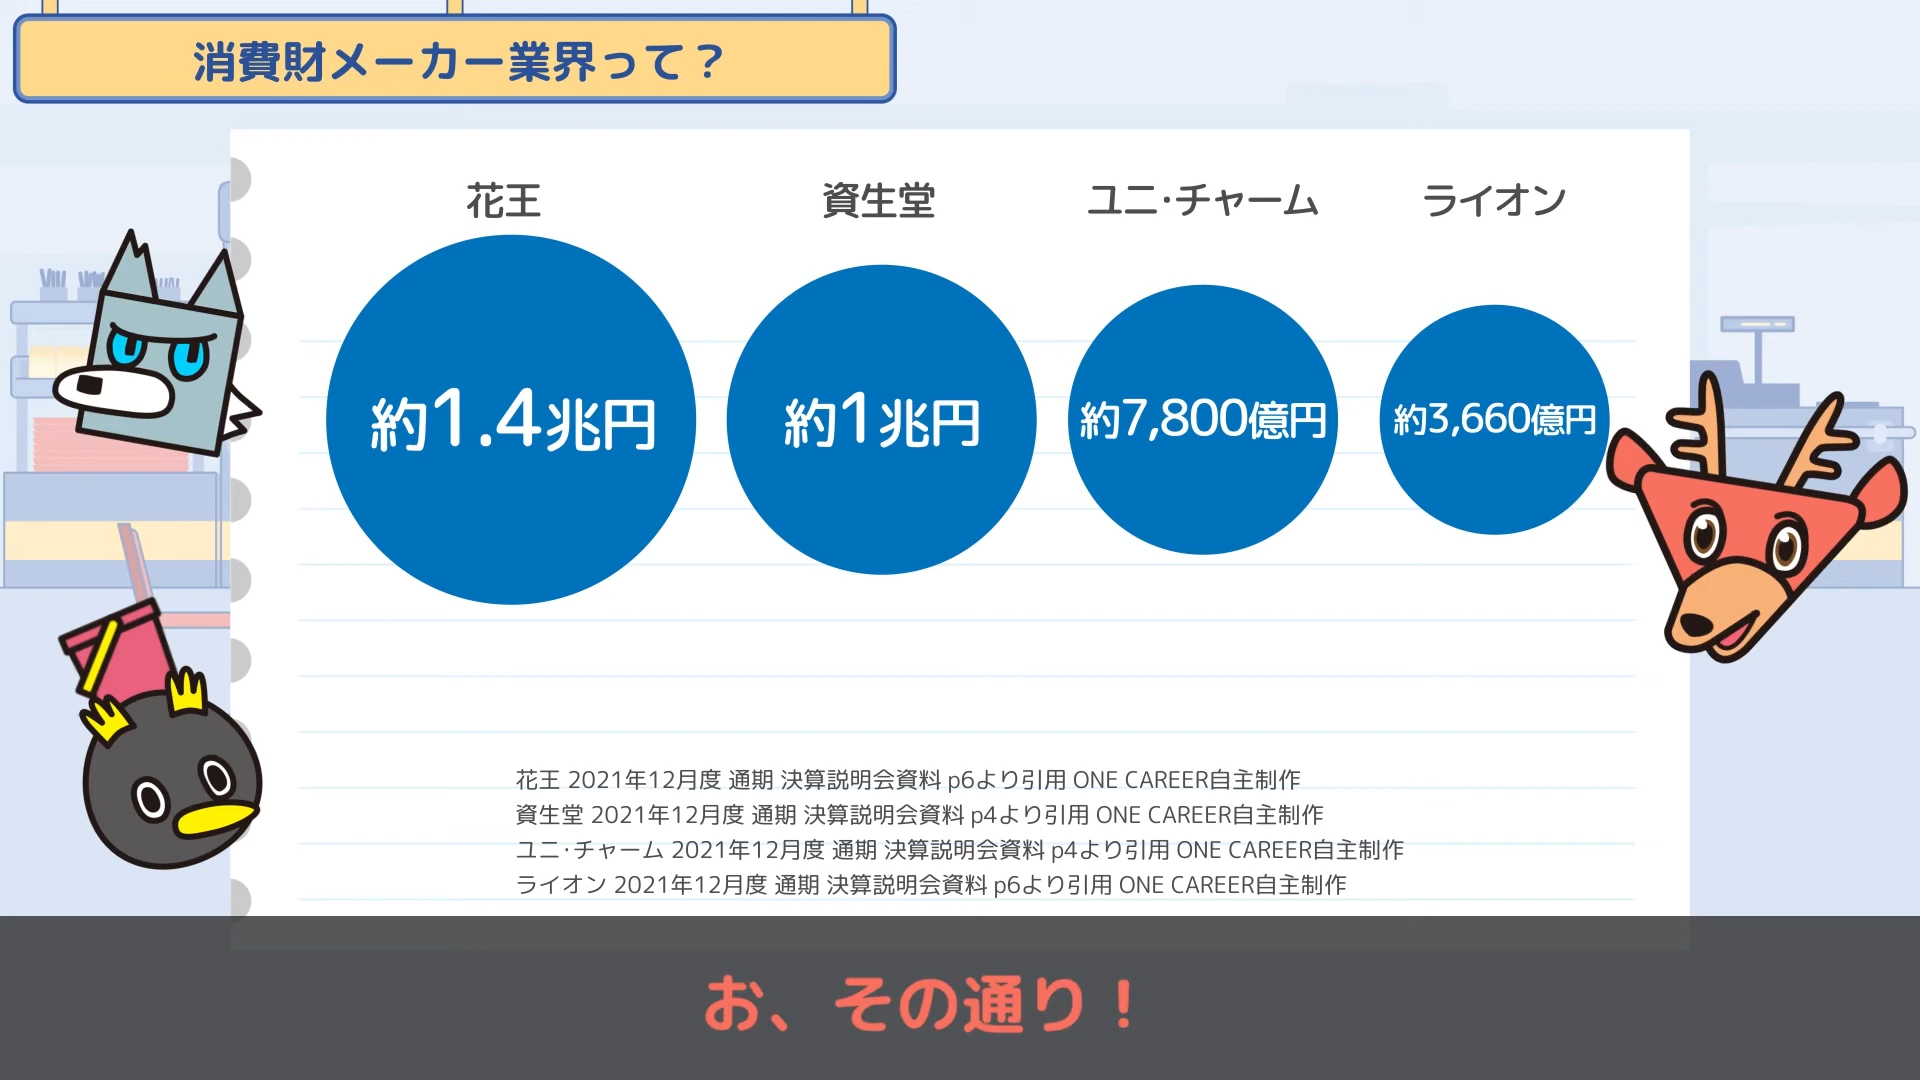 消費財メーカー業界って？
花王
資生堂
ユニ・チャーム
ライオン
約1.4兆円
約1兆円
約7,800億円
約3,660億円
花王 2021年12月度 通期 決算説明会資料 p6より引用 ONE CAREER自主制作
資生堂 2021年12月度 通期 決算説明会資料 p4より引用 ONE CAREER自主制作
ユニ・チャーム 2021年12月度 通期 決算説明会資料 p4より引用 ONE CAREER自主制作
ライオン 2021年12月度 通期 決算説明会資料 p6より引用 ONE CAREER自主制作
お、その通り！